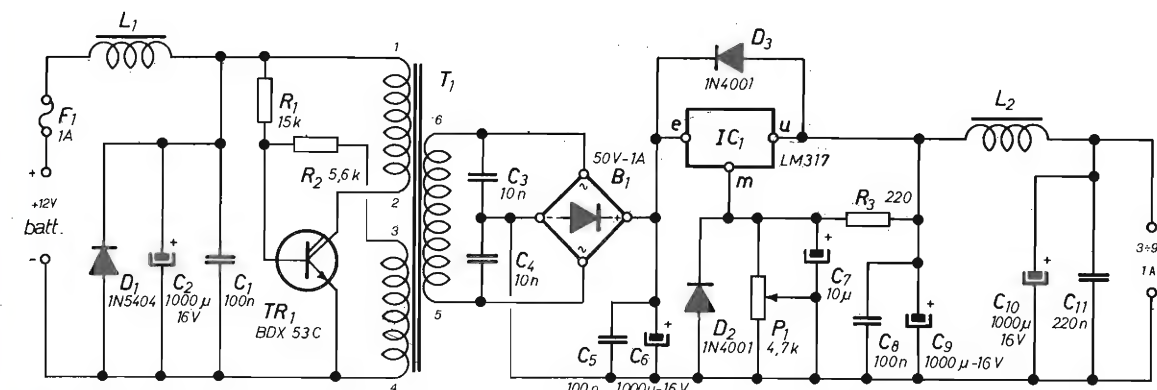 L1
F1
1A
+
+12V
batt.
-
D1
1N5404
+
C2
1000µ
16V
C1
100n
R1
15k
R2 5,6k
TR1
BDX 53C
1
2
3
4
T1
6
5
C3
10n
C4
10n
50V-1A
B1
~
-
+
~
D3
1N4001
e
IC1
u
LM317
m
R3 220
L2
D2
1N4001
P1
4,7k
+
C7
10µ
C5
100n
C6
+
1000µ-16V
C8
100n
+
C9
1000µ-16V
+
C10
1000µ
16V
C11
220n
3÷9
1A